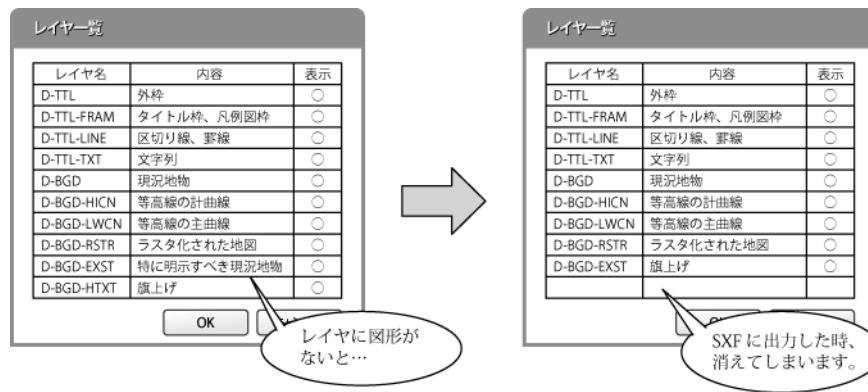 レイヤ一覧
レイヤ名 内容 表示
D-TTL 外枠 ○
D-TTL-FRAM タイトル枠、凡例図枠 ○
D-TTL-LINE 区切り線、罫線 ○
D-TTL-TXT 文字列 ○
D-BGD 現況地物 ○
D-BGD-HICN 等高線の計曲線 ○
D-BGD-LWCN 等高線の主曲線 ○
D-BGD-RSTR ラスタ化された地図 ○
D-BGD-EXST 特に明示すべき現況地物 ○
D-BGD-HTXT 旗上げ ○
OK
レイヤに図形が
ないと…
レイヤ一覧
レイヤ名 内容 表示
D-TTL 外枠 ○
D-TTL-FRAM タイトル枠、凡例図枠 ○
D-TTL-LINE 区切り線、罫線 ○
D-TTL-TXT 文字列 ○
D-BGD 現況地物 ○
D-BGD-HICN 等高線の計曲線 ○
D-BGD-LWCN 等高線の主曲線 ○
D-BGD-RSTR ラスタ化された地図 ○
D-BGD-EXST 旗上げ ○
SXF に出力した時、
消えてしまいます。